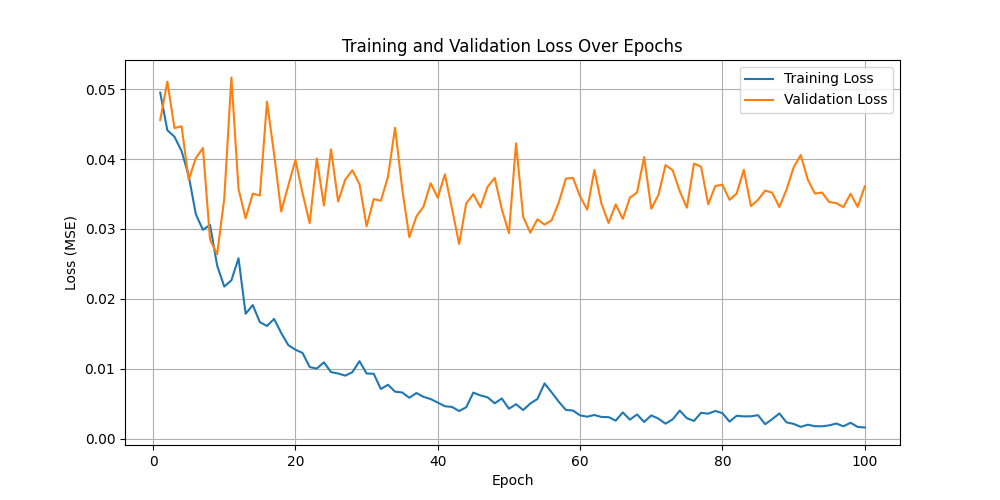 Training and Validation Loss Over Epochs
Training Loss
Validation Loss
Loss (MSE)
0.05
0.04
0.03
0.02
0.01
0.00
0 20 40 60 80 100
Epoch